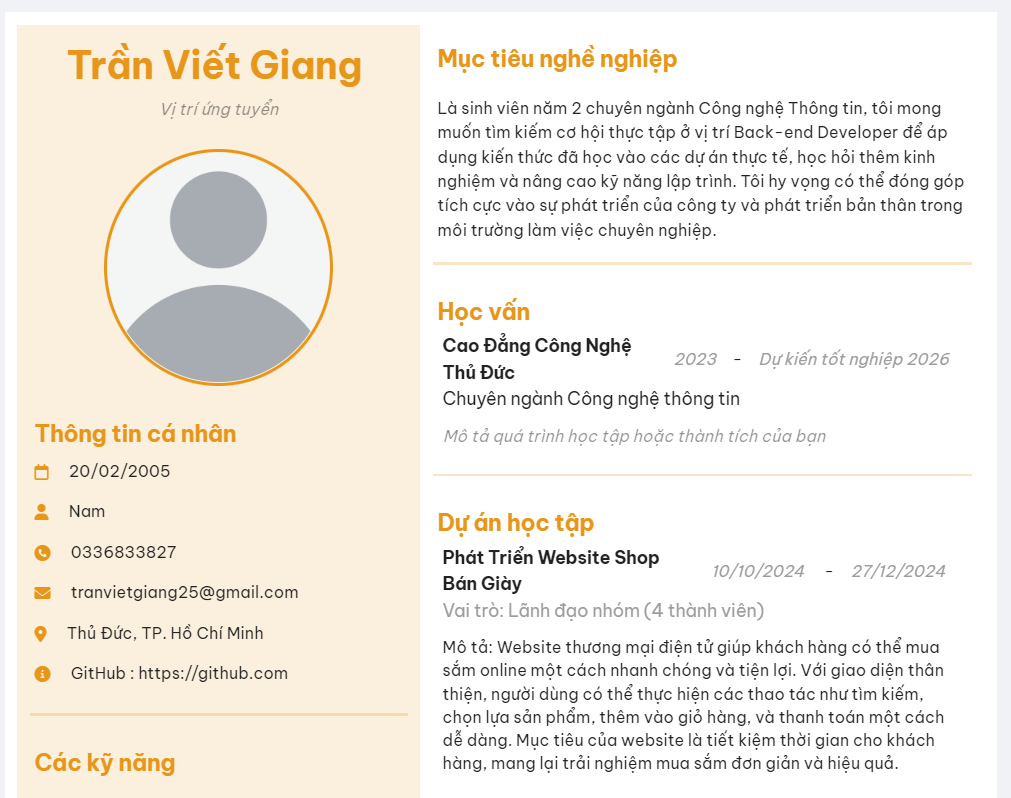 Trần Viết Giang
Vị trí ứng tuyển
Thông tin cá nhân
20/02/2005
Nam
0336833827
tranvietgiang25@gmail.com
Thủ Đức, TP. Hồ Chí Minh
GitHub : https://github.com
Các kỹ năng
Mục tiêu nghề nghiệp
Là sinh viên năm 2 chuyên ngành Công nghệ Thông tin, tôi mong
muốn tìm kiếm cơ hội thực tập ở vị trí Back-end Developer để áp
dụng kiến thức đã học vào các dự án thực tế, học hỏi thêm kinh
nghiệm và nâng cao kỹ năng lập trình. Tôi hy vọng có thể đóng góp
tích cực vào sự phát triển của công ty và phát triển bản thân trong
môi trường làm việc chuyên nghiệp.
Học vấn
Cao Đẳng Công Nghệ
Thủ Đức
2023 - Dự kiến tốt nghiệp 2026
Chuyên ngành Công nghệ thông tin
Mô tả quá trình học tập hoặc thành tích của bạn
Dự án học tập
Phát Triển Website Shop
Bán Giày
10/10/2024 - 27/12/2024
Vai trò: Lãnh đạo nhóm (4 thành viên)
Mô tả: Website thương mại điện tử giúp khách hàng có thể mua
sắm online một cách nhanh chóng và tiện lợi. Với giao diện thân
thiện, người dùng có thể thực hiện các thao tác như tìm kiếm,
chọn lựa sản phẩm, thêm vào giỏ hàng, và thanh toán một cách
dễ dàng. Mục tiêu của website là tiết kiệm thời gian cho khách
hàng, mang lại trải nghiệm mua sắm đơn giản và hiệu quả.